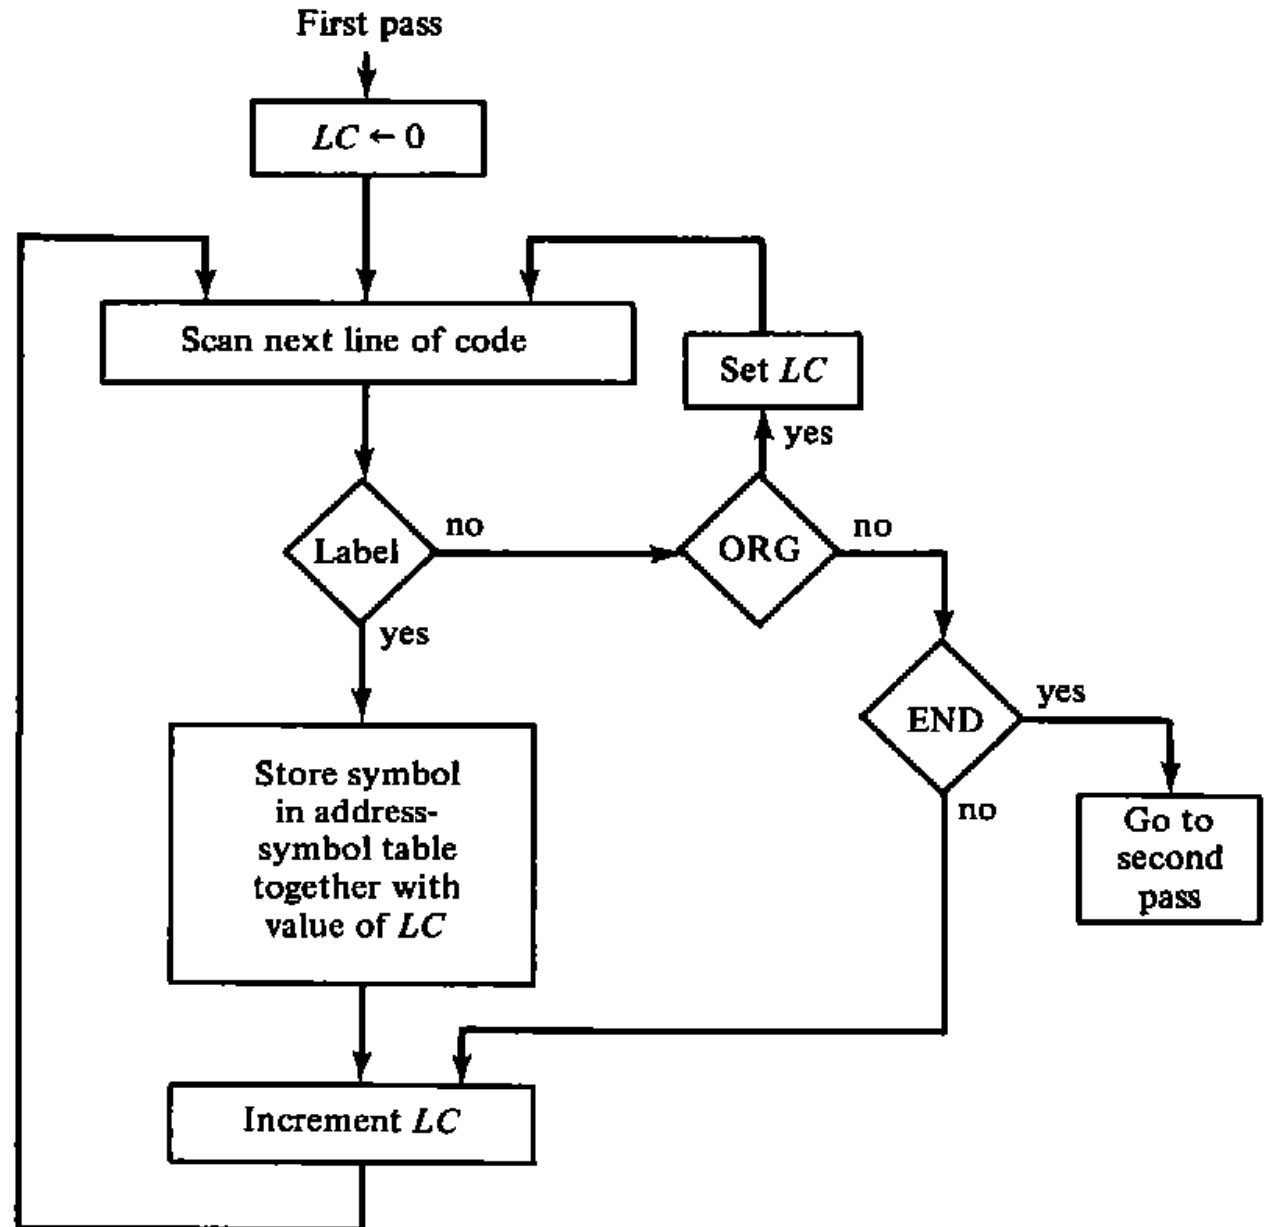 First pass
LC ← 0
Scan next line of code
Set LC
yes
Label
no
ORG
no
yes
END
yes
no
Store symbol
in address-
symbol table
together with
value of LC
Go to
second
pass
Increment LC